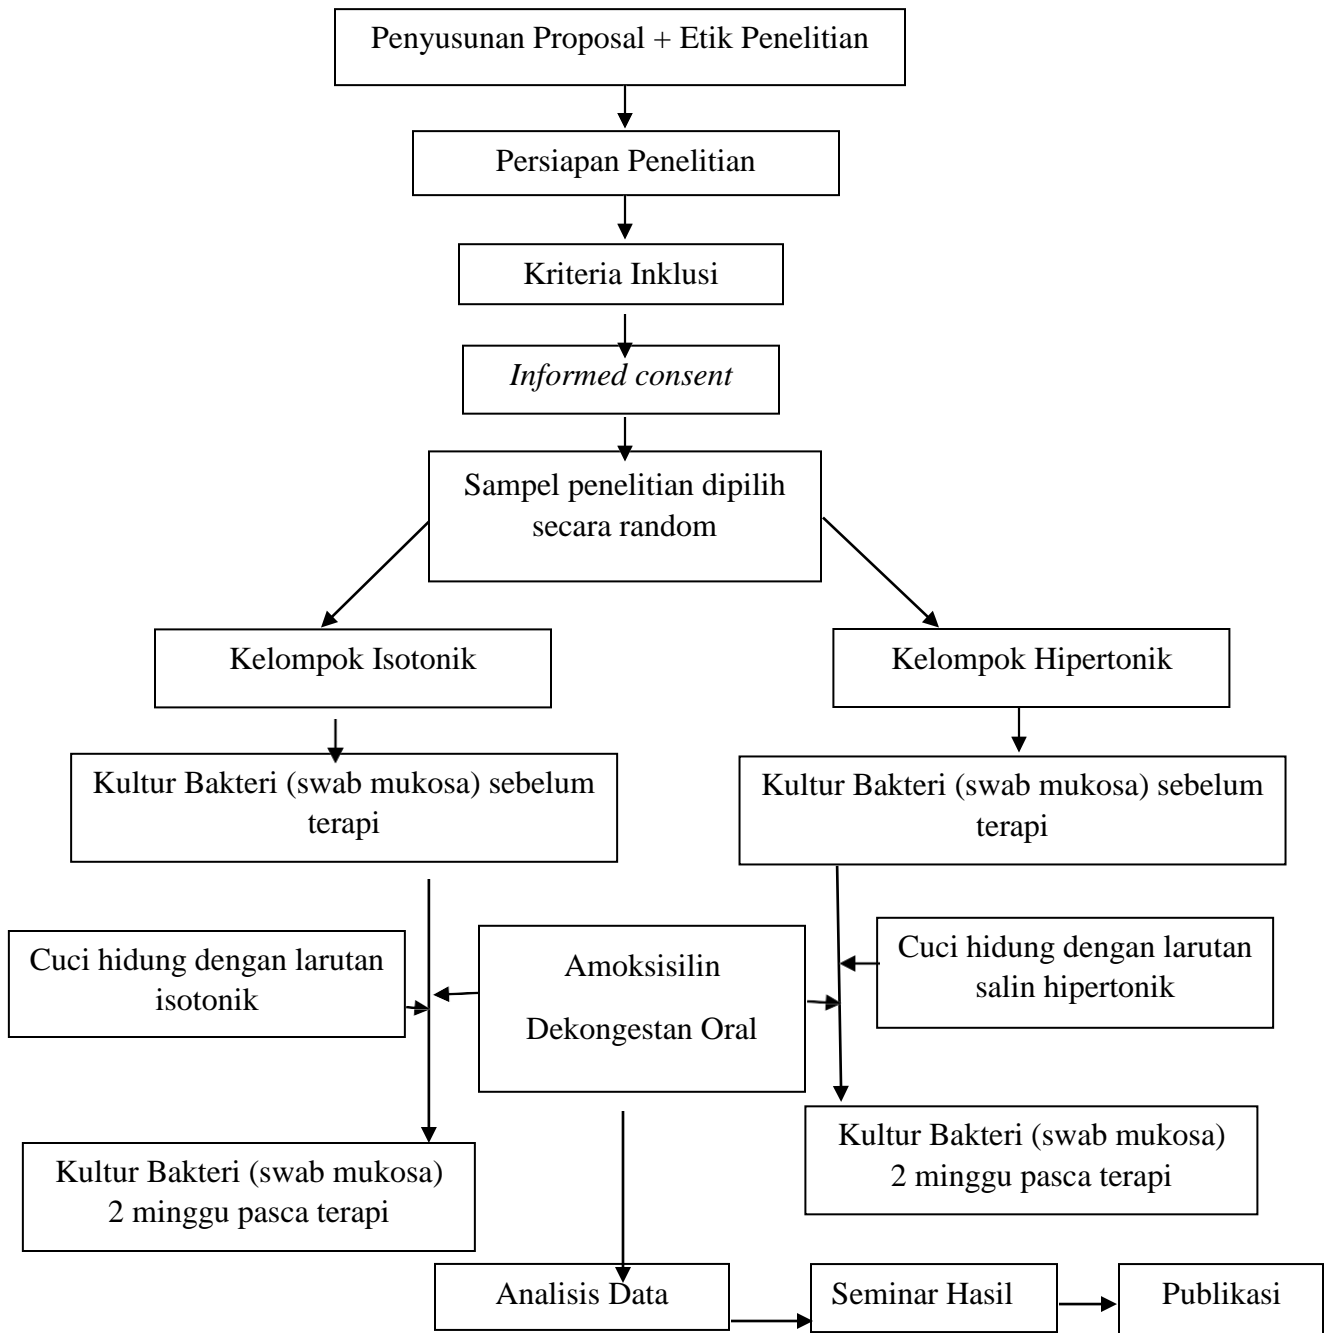 Penyusunan Proposal + Etik Penelitian
Persiapan Penelitian
Kriteria Inklusi
Informed consent
Sampel penelitian dipilih
secara random
Kelompok Isotonik
Kelompok Hipertonik
Kultur Bakteri (swab mukosa) sebelum
terapi
Kultur Bakteri (swab mukosa) sebelum
terapi
Cuci hidung dengan larutan
isotonik
Amoksisilin
Dekongestan Oral
Cuci hidung dengan larutan
salin hipertonik
Kultur Bakteri (swab mukosa)
2 minggu pasca terapi
Kultur Bakteri (swab mukosa)
2 minggu pasca terapi
Analisis Data
Seminar Hasil
Publikasi